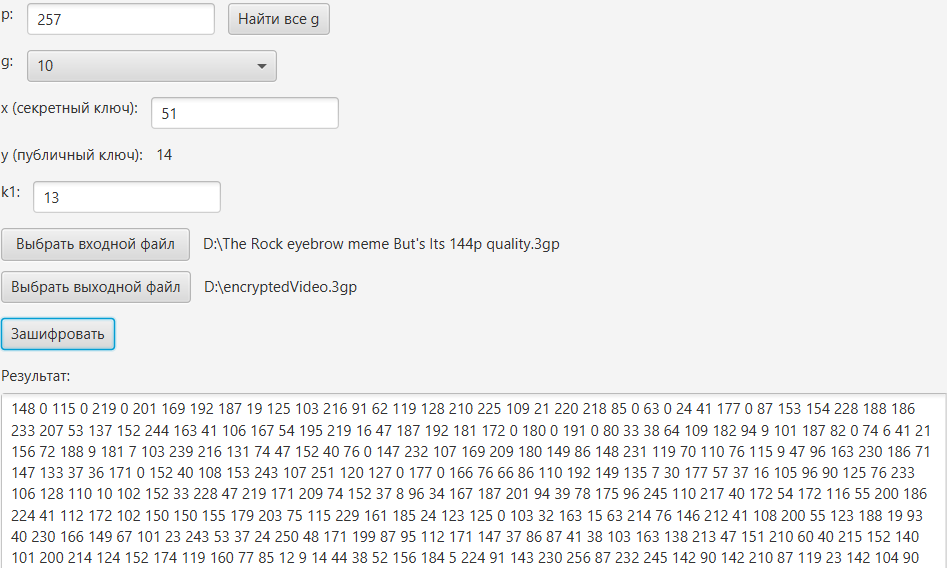 p: 257 Найти все g
g: 10
x (секретный ключ): 51
y (публичный ключ): 14
k1: 13
Выбрать входной файл D:\The Rock eyebrow meme But's Its 144p quality.3gp
Выбрать выходной файл D:\encryptedVideo.3gp
Зашифровать
Результат:
148 0 115 0 219 0 201 169 192 187 19 125 103 216 91 62 119 128 210 225 109 21 220 218 85 0 63 0 24 41 177 0 87 153 154 228 188 186
233 207 53 137 152 244 163 41 106 167 54 195 219 16 47 187 192 181 172 0 180 0 191 0 80 33 38 64 109 182 94 9 101 187 82 0 74 6 41 21
156 72 188 9 181 7 103 239 216 131 74 47 152 40 76 0 147 232 107 169 209 180 149 86 148 231 119 70 110 76 115 9 47 96 163 230 186 71
147 133 37 36 171 0 152 40 108 153 243 107 251 120 127 0 177 0 166 76 66 86 110 192 149 135 7 30 177 57 37 16 105 96 90 125 76 233
106 128 110 10 102 152 33 228 47 219 171 209 74 152 37 8 96 34 167 187 201 94 39 78 175 96 245 110 217 40 172 54 172 116 55 200 186
224 41 112 172 102 150 150 155 179 203 75 115 229 161 185 24 123 125 0 103 32 163 15 63 214 76 146 212 41 108 200 55 123 188 19 93
40 230 166 149 67 101 23 243 53 37 24 250 48 171 199 87 95 112 171 147 37 86 87 41 38 103 163 138 213 47 151 210 60 40 215 152 140
101 200 214 124 152 174 119 160 77 85 12 9 14 44 38 52 156 184 5 224 91 143 230 256 87 232 245 142 90 142 210 87 119 23 142 104 90